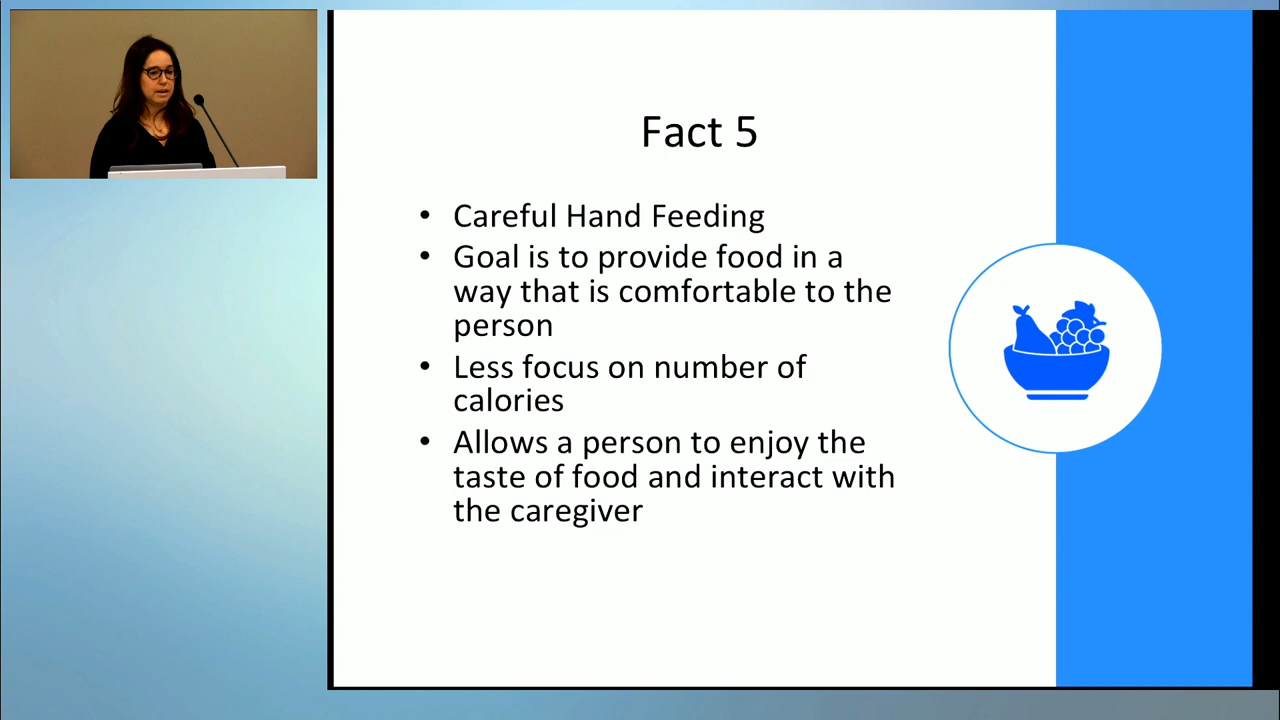 Fact 5
• Careful Hand Feeding
• Goal is to provide food in a
way that is comfortable to the
person
• Less focus on number of
calories
• Allows a person to enjoy the
taste of food and interact with
the caregiver